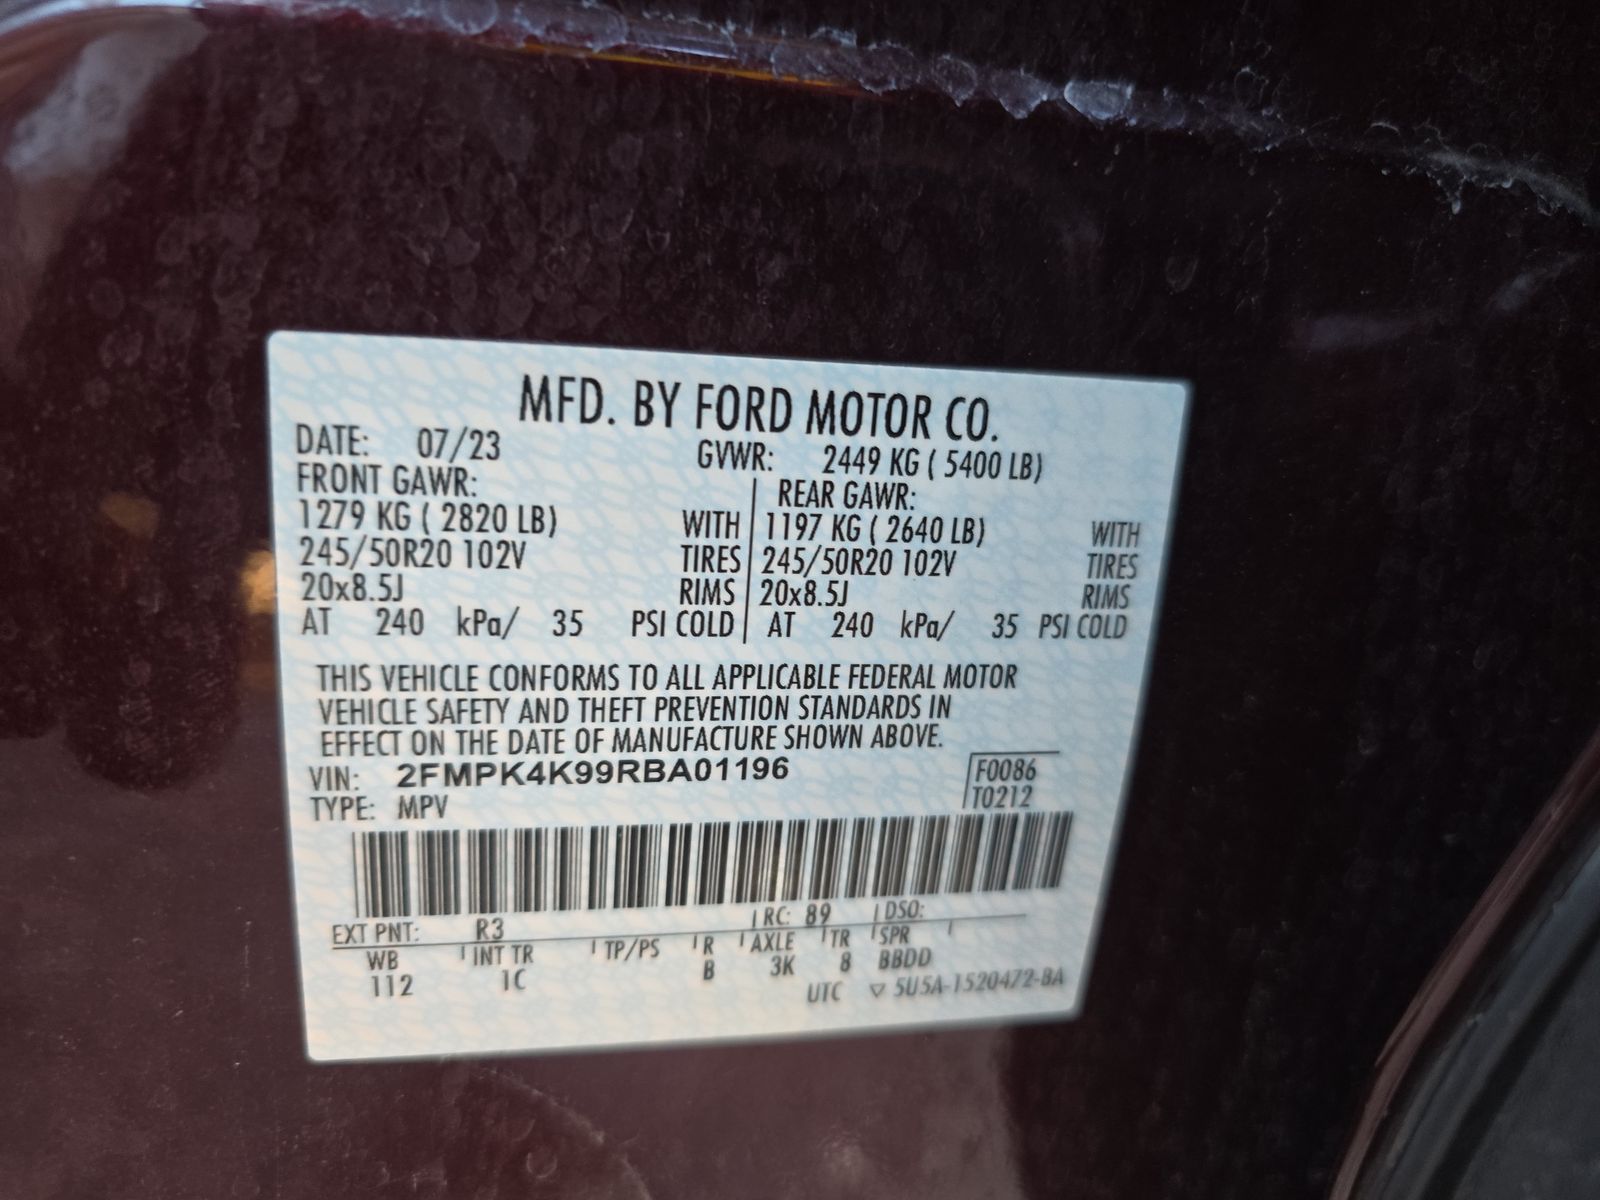 MFD. BY FORD MOTOR CO.
DATE: 07/23 GVWR: 2449 KG ( 5400 LB)
FRONT GAWR: REAR GAWR:
1279 KG ( 2820 LB) WITH 1197 KG ( 2640 LB) WITH
245/50R20 102V TIRES 245/50R20 102V TIRES
20x8.5J RIMS 20x8.5J RIMS
AT 240 kPa/ 35 PSI COLD AT 240 kPa/ 35 PSI COLD
THIS VEHICLE CONFORMS TO ALL APPLICABLE FEDERAL MOTOR
VEHICLE SAFETY AND THEFT PREVENTION STANDARDS IN
EFFECT ON THE DATE OF MANUFACTURE SHOWN ABOVE.
VIN: 2FMPK4K99RBA01196 F0086
TYPE: MPV T0212
EXT PNT: R3 RC: 89 DSO:
WB INT TR TP/PS R AXLE TR SPR
112 1C B 3K 8 BBDD
UTC ▽ 5U5A-1520472-BA